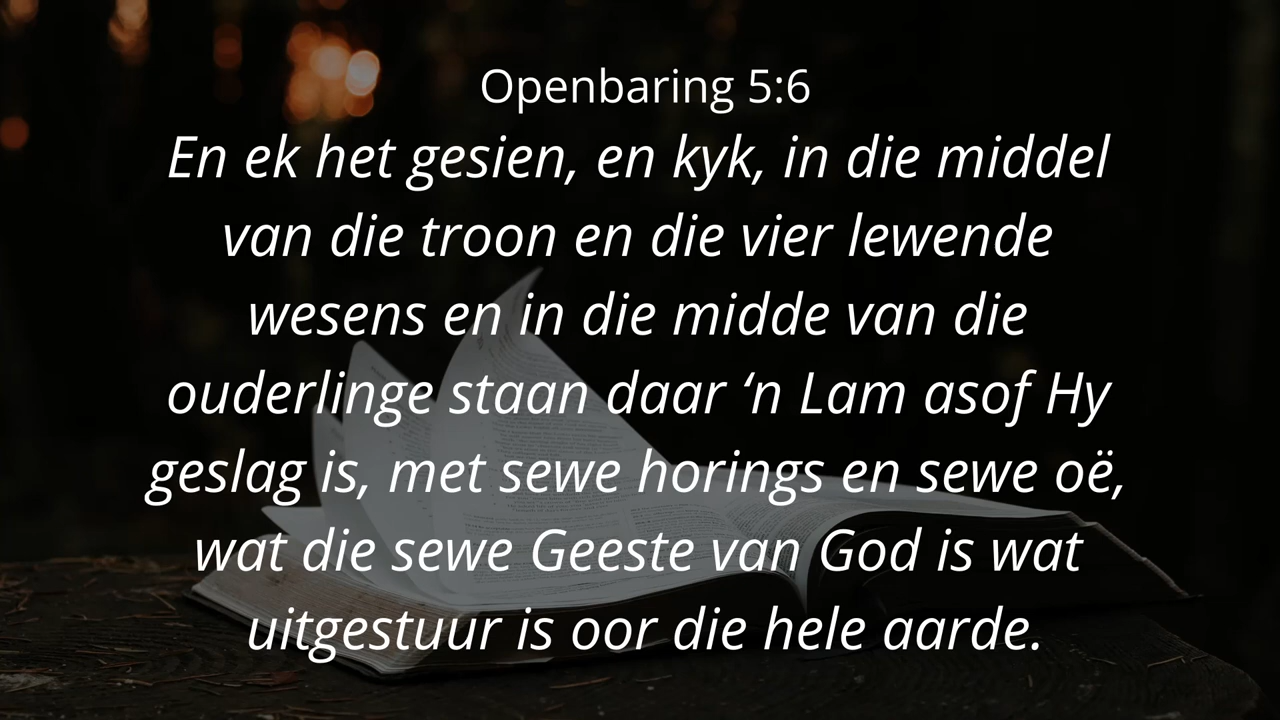 Openbaring 5:6
En ek het gesien, en kyk, in die middel
van die troon en die vier lewende
wesens en in die midde van die
ouderlinge staan daar ‘n Lam asof Hy
geslag is, met sewe horings en sewe oë,
wat die sewe Geeste van God is wat
uitgestuur is oor die hele aarde.